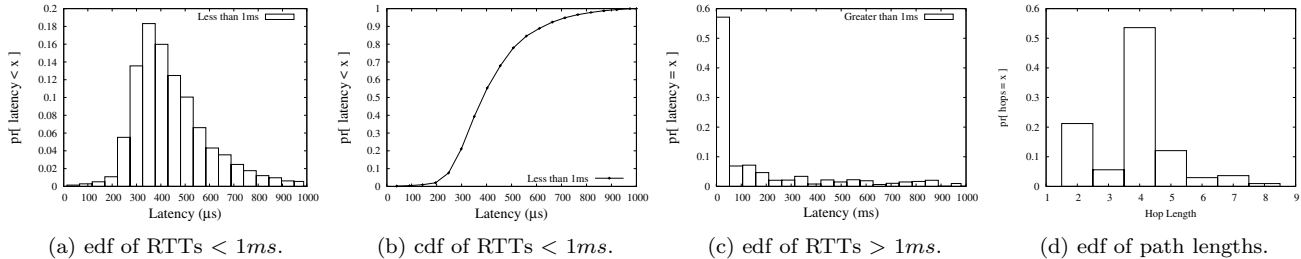 pr[ latency < x ]
0.2
0.18
0.16
0.14
0.12
0.1
0.08
0.06
0.04
0.02
0
Less than 1ms
0 100 200 300 400 500 600 700 800 900 1000
Latency (μs)
(a) edf of RTTs < 1ms.
pr[ latency < x ]
1
0.9
0.8
0.7
0.6
0.5
0.4
0.3
0.2
0.1
0
Less than 1ms
0 100 200 300 400 500 600 700 800 900 1000
Latency (μs)
(b) cdf of RTTs < 1ms.
pr[ latency = x ]
0.6
0.5
0.4
0.3
0.2
0.1
0
Greater than 1ms
0 100 200 300 400 500 600 700 800 900 1000
Latency (ms)
(c) edf of RTTs > 1ms.
pr[ hops = x ]
0.6
0.5
0.4
0.3
0.2
0.1
0
1 2 3 4 5 6 7 8 9
Hop Length
(d) edf of path lengths.